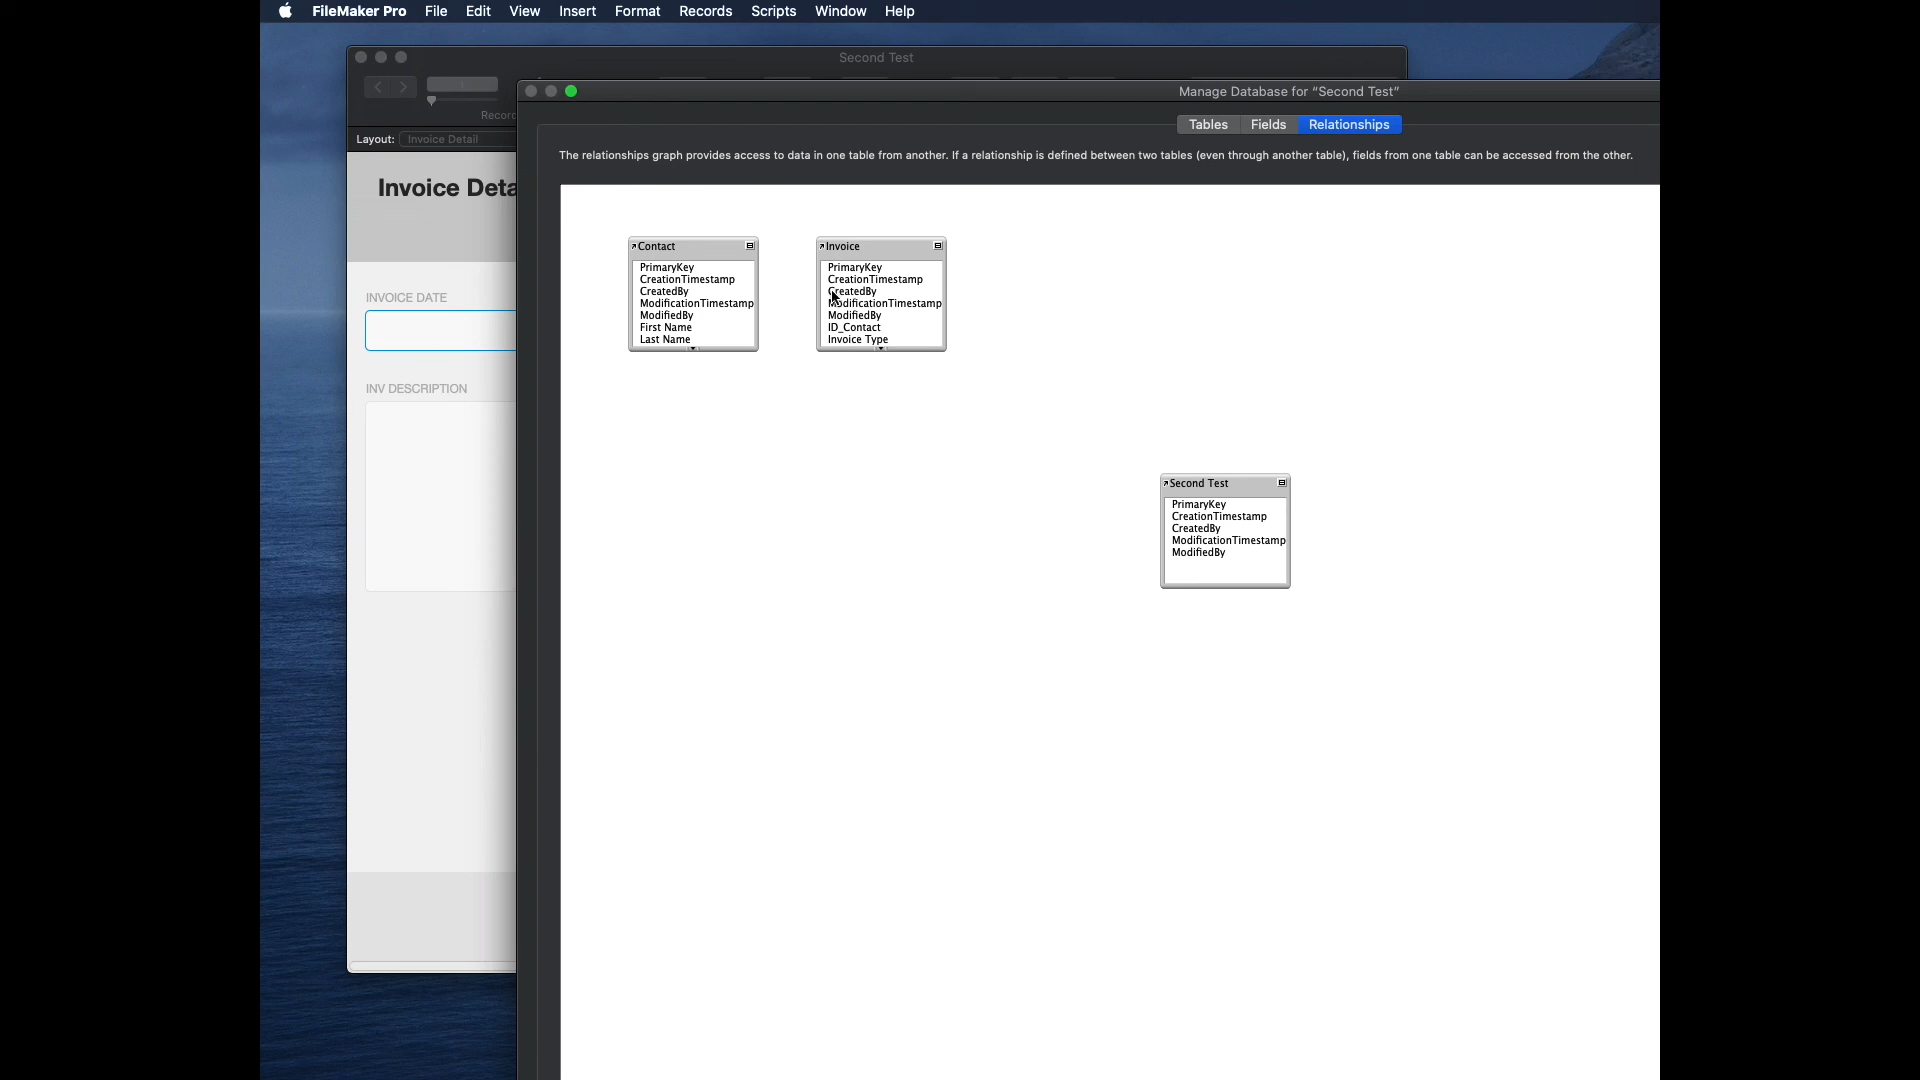 FileMaker Pro File Edit View Insert Format Records Scripts Window Help
Second Test
Manage Database for “Second Test”
Layout: Invoice Detail
Tables Fields Relationships
The relationships graph provides access to data in one table from another. If a relationship is defined between two tables (even through another table), fields from one table can be accessed from the other.
Invoice Deta
INVOICE DATE
INV DESCRIPTION
Contact
PrimaryKey
CreationTimestamp
CreatedBy
ModificationTimestamp
ModifiedBy
First Name
Last Name
Invoice
PrimaryKey
CreationTimestamp
CreatedBy
ModificationTimestamp
ModifiedBy
ID_Contact
Invoice Type
Second Test
PrimaryKey
CreationTimestamp
CreatedBy
ModificationTimestamp
ModifiedBy